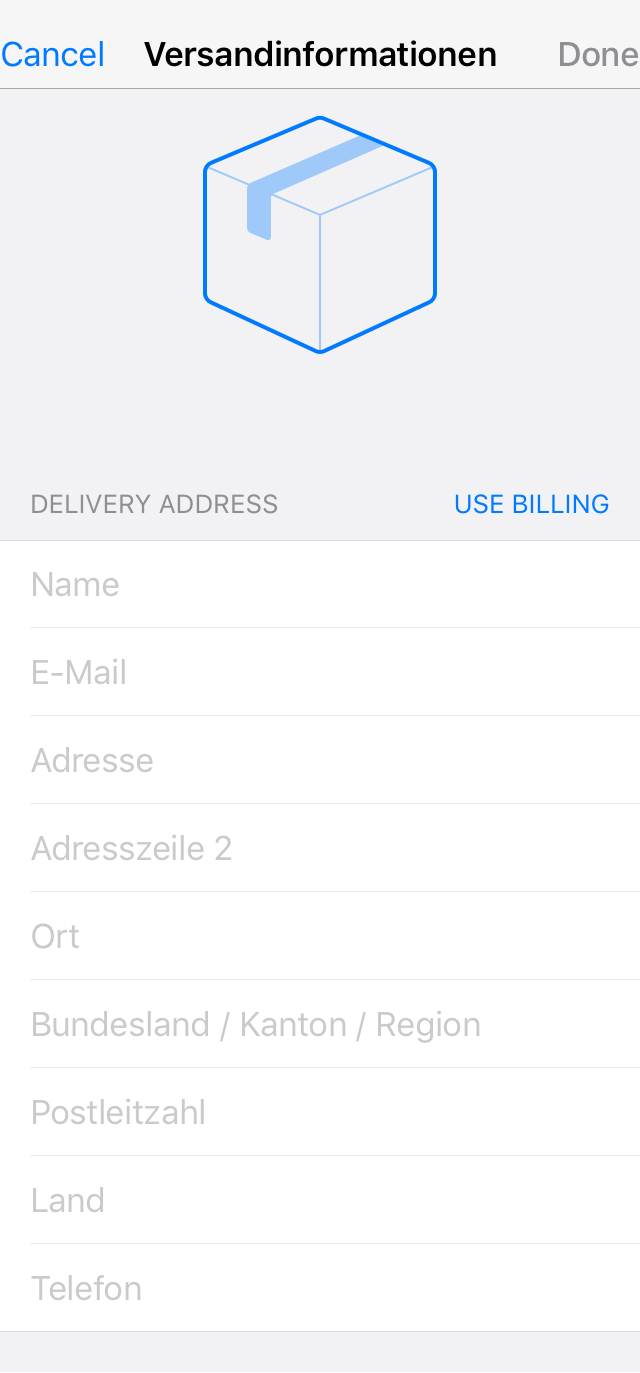 Cancel Versandinformationen Done
DELIVERY ADDRESS USE BILLING
Name
E-Mail
Adresse
Adresszeile 2
Ort
Bundesland / Kanton / Region
Postleitzahl
Land
Telefon